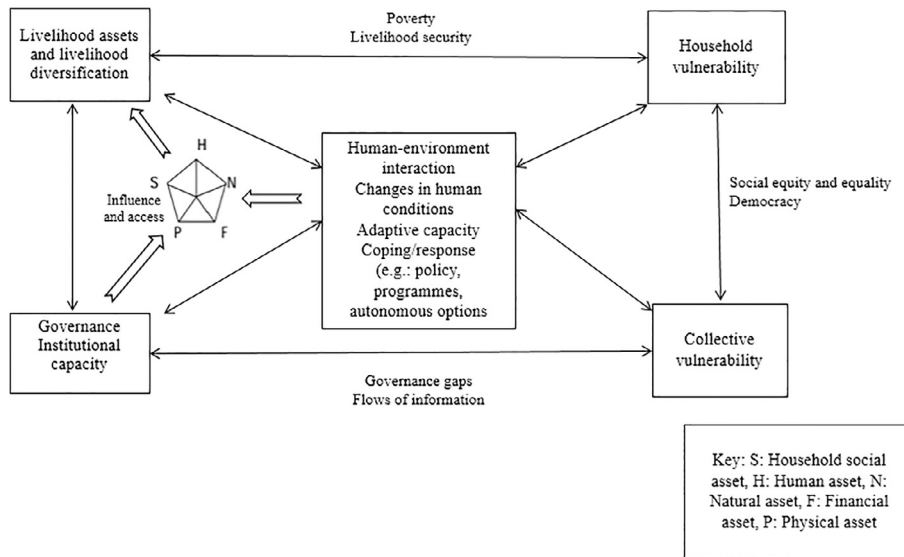 Livelihood assets
and livelihood
diversification
Poverty
Livelihood security
Household
vulnerability
H
S
N
Influence
and access
P
F
Human-environment
interaction
Changes in human
conditions
Adaptive capacity
Coping/response
(e.g.: policy,
programmes,
autonomous options
Social equity and equality
Democracy
Governance
Institutional
capacity
Collective
vulnerability
Governance gaps
Flows of information
Key: S: Household social
asset, H: Human asset, N:
Natural asset, F: Financial
asset, P: Physical asset